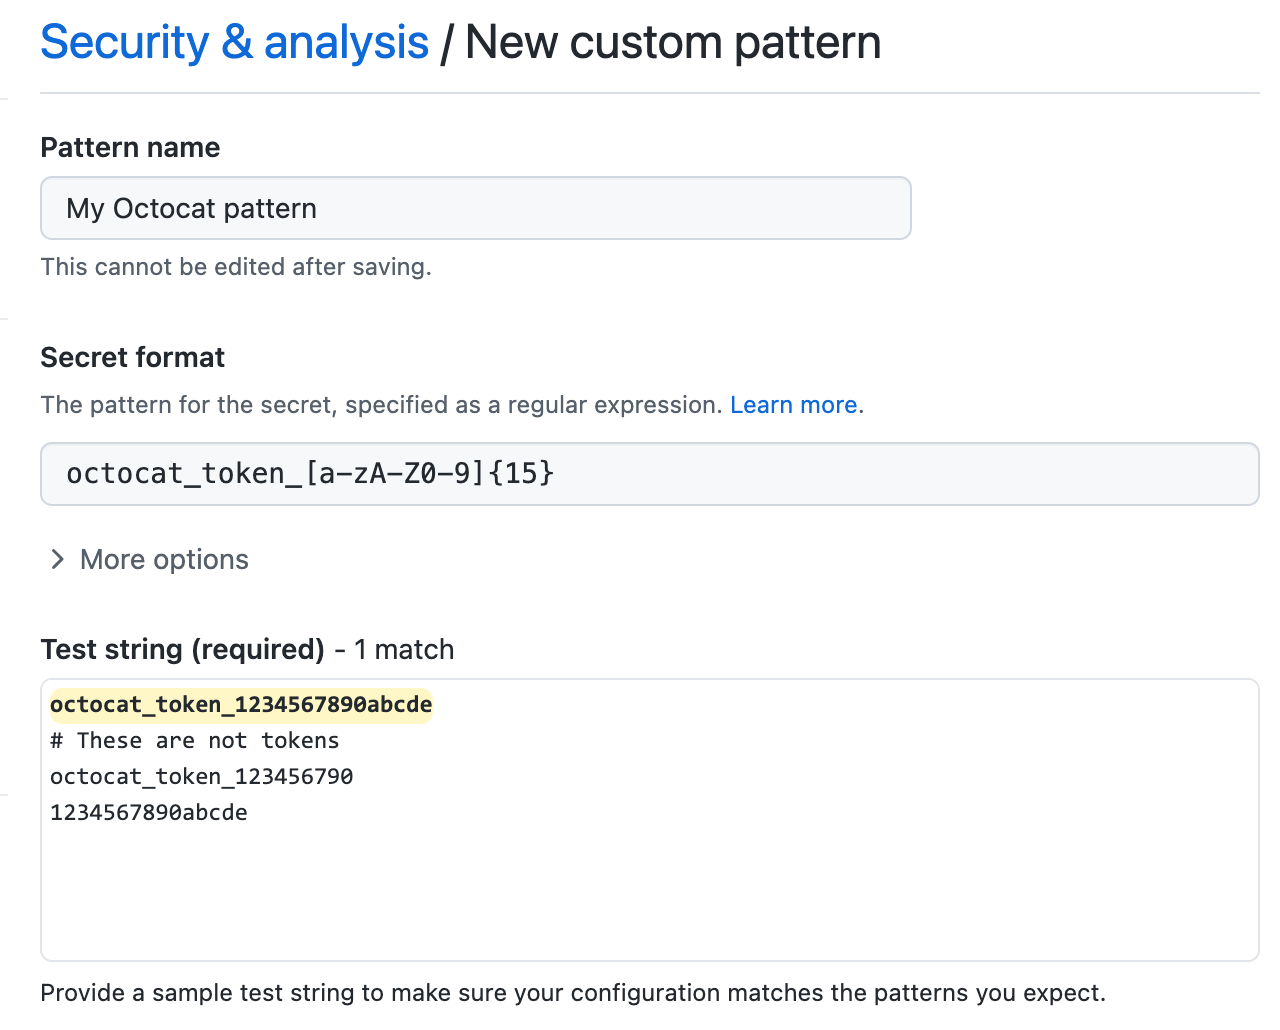 Security & analysis / New custom pattern
Pattern name
My Octocat pattern
This cannot be edited after saving.
Secret format
The pattern for the secret, specified as a regular expression. Learn more.
octocat_token_[a-zA-Z0-9]{15}
More options
Test string (required) - 1 match
octocat_token_1234567890abcde
# These are not tokens
octocat_token_123456790
1234567890abcde
Provide a sample test string to make sure your configuration matches the patterns you expect.